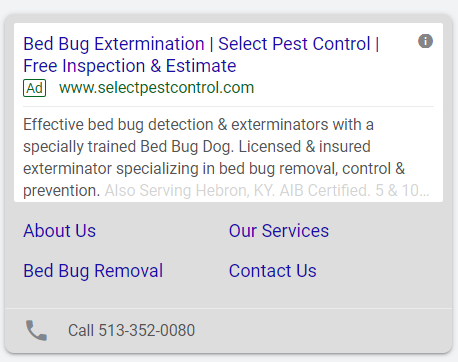 Bed Bug Extermination | Select Pest Control |
Free Inspection & Estimate
Ad www.selectpestcontrol.com
Effective bed bug detection & exterminators with a
specially trained Bed Bug Dog. Licensed & insured
exterminator specializing in bed bug removal, control &
prevention. Also Serving Hebron, KY. AIB Certified. 5 & 10...
About Us Our Services
Bed Bug Removal Contact Us
Call 513-352-0080